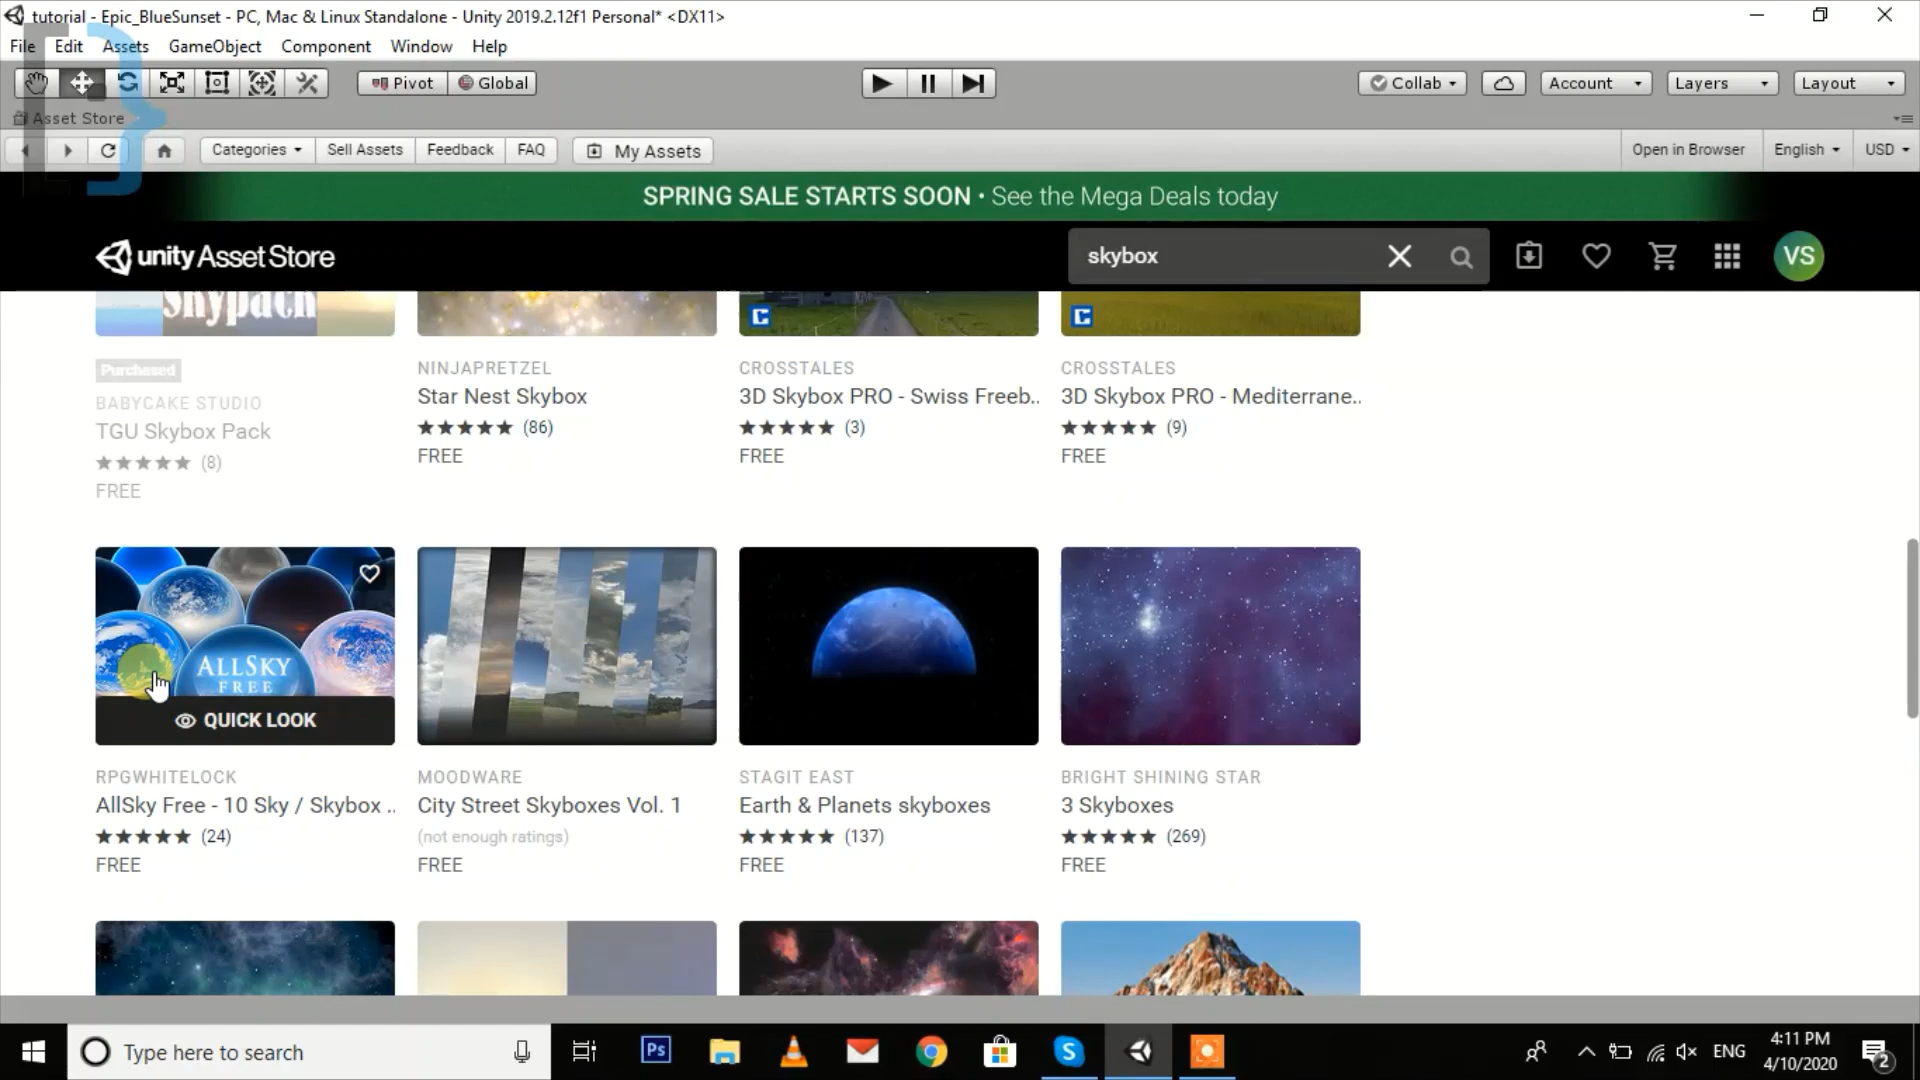 tutorial - Epic_BlueSunset - PC, Mac & Linux Standalone - Unity 2019.2.12f1 Personal* <DX11>
File Edit Assets GameObject Component Window Help
Pivot Global Collab Account Layers Layout
Asset Store
Categories Sell Assets Feedback FAQ My Assets Open in Browser English USD
SPRING SALE STARTS SOON • See the Mega Deals today
unity Asset Store skybox VS
Skypack
Purchased
BABYCAKE STUDIO
TGU Skybox Pack
(8)
FREE
NINJAPRETZEL
Star Nest Skybox
(86)
FREE
CROSSTALES
3D Skybox PRO - Swiss Freeb..
(3)
FREE
CROSSTALES
3D Skybox PRO - Mediterrane..
(9)
FREE
ALLSKY
FREE
QUICK LOOK
RPGWHITELOCK
AllSky Free - 10 Sky / Skybox ..
(24)
FREE
MOODWARE
City Street Skyboxes Vol. 1
(not enough ratings)
FREE
STAGIT EAST
Earth & Planets skyboxes
(137)
FREE
BRIGHT SHINING STAR
3 Skyboxes
(269)
FREE
Type here to search
Ps
ENG
4:11 PM
4/10/2020
2